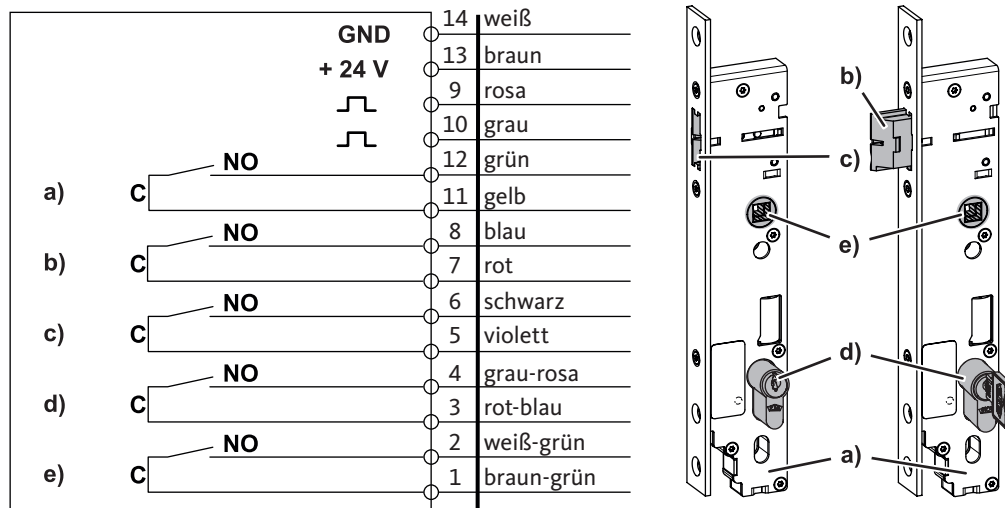 14 weiß
GND
13 braun
+ 24 V
9 rosa
10 grau
12 grün
NO
a)
C
11 gelb
8 blau
NO
b)
C
7 rot
6 schwarz
NO
c)
C
5 violett
4 grau-rosa
NO
d)
C
3 rot-blau
2 weiß-grün
NO
e)
C
1 braun-grün
b)
c)
e)
d)
a)